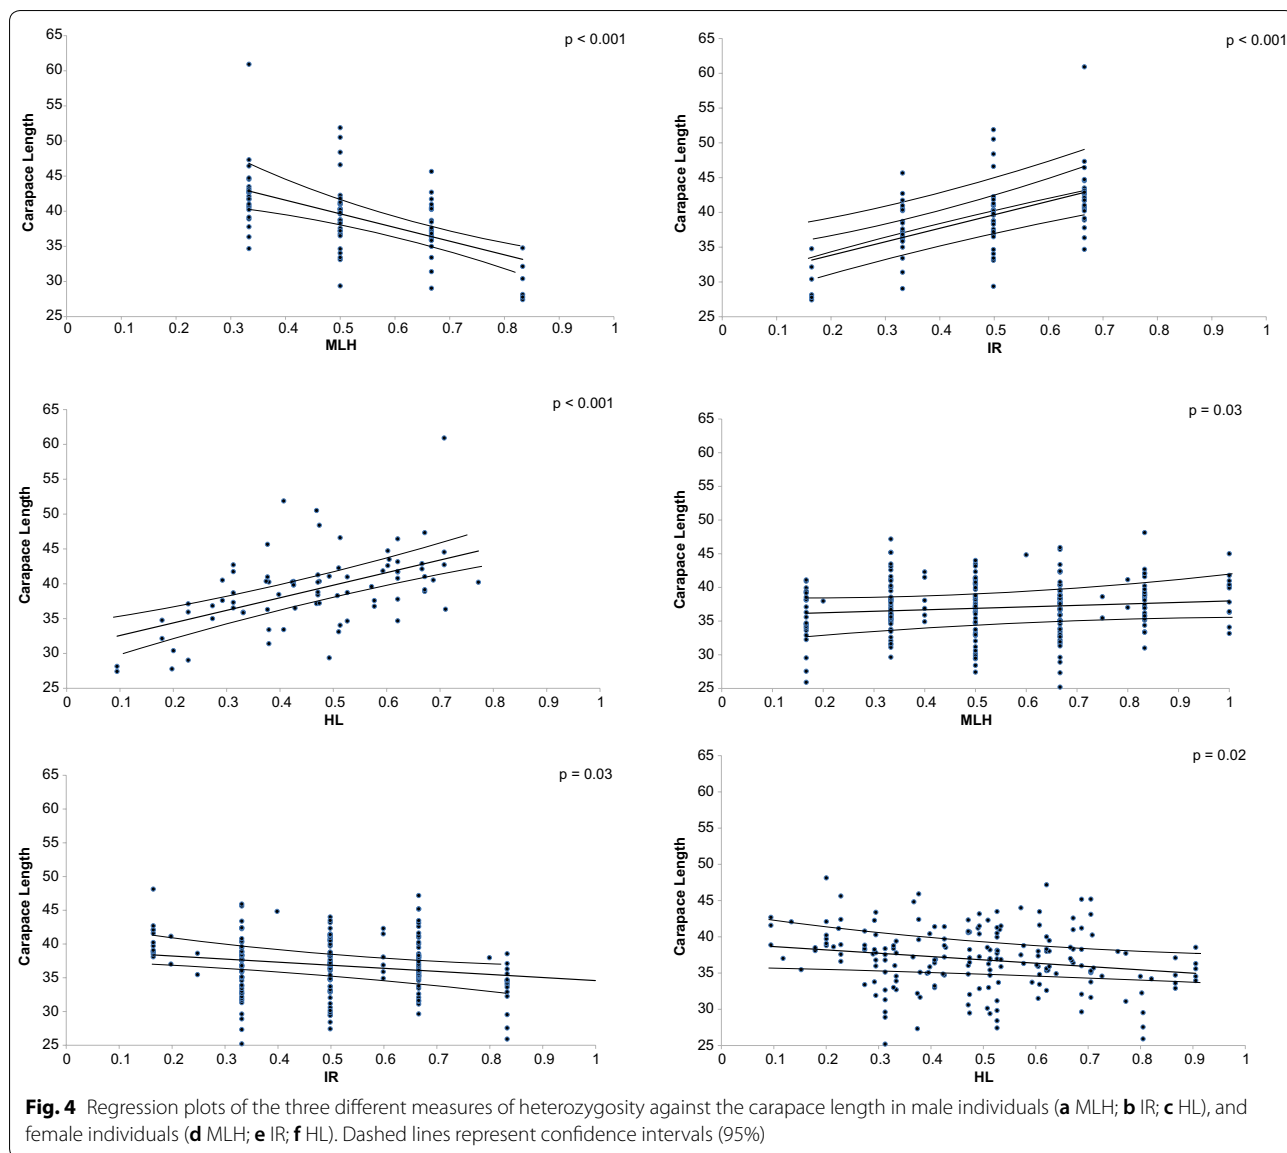 p < 0.001
65
60
55
50
45
40
35
30
25
Carapace Length
0 0.1 0.2 0.3 0.4 0.5 0.6 0.7 0.8 0.9 1
MLH
p < 0.001
65
60
55
50
45
40
35
30
25
Carapace Length
0 0.1 0.2 0.3 0.4 0.5 0.6 0.7 0.8 0.9 1
IR
p < 0.001
65
60
55
50
45
40
35
30
25
Carapace Length
0 0.1 0.2 0.3 0.4 0.5 0.6 0.7 0.8 0.9 1
HL
p = 0.03
65
60
55
50
45
40
35
30
25
Carapace Length
0 0.1 0.2 0.3 0.4 0.5 0.6 0.7 0.8 0.9 1
MLH
p = 0.03
65
60
55
50
45
40
35
30
25
Carapace Length
0 0.1 0.2 0.3 0.4 0.5 0.6 0.7 0.8 0.9 1
IR
p = 0.02
65
60
55
50
45
40
35
30
25
Carapace Length
0 0.1 0.2 0.3 0.4 0.5 0.6 0.7 0.8 0.9 1
HL
Fig. 4 Regression plots of the three different measures of heterozygosity against the carapace length in male individuals (a MLH; b IR; c HL), and
female individuals (d MLH; e IR; f HL). Dashed lines represent confidence intervals (95%)